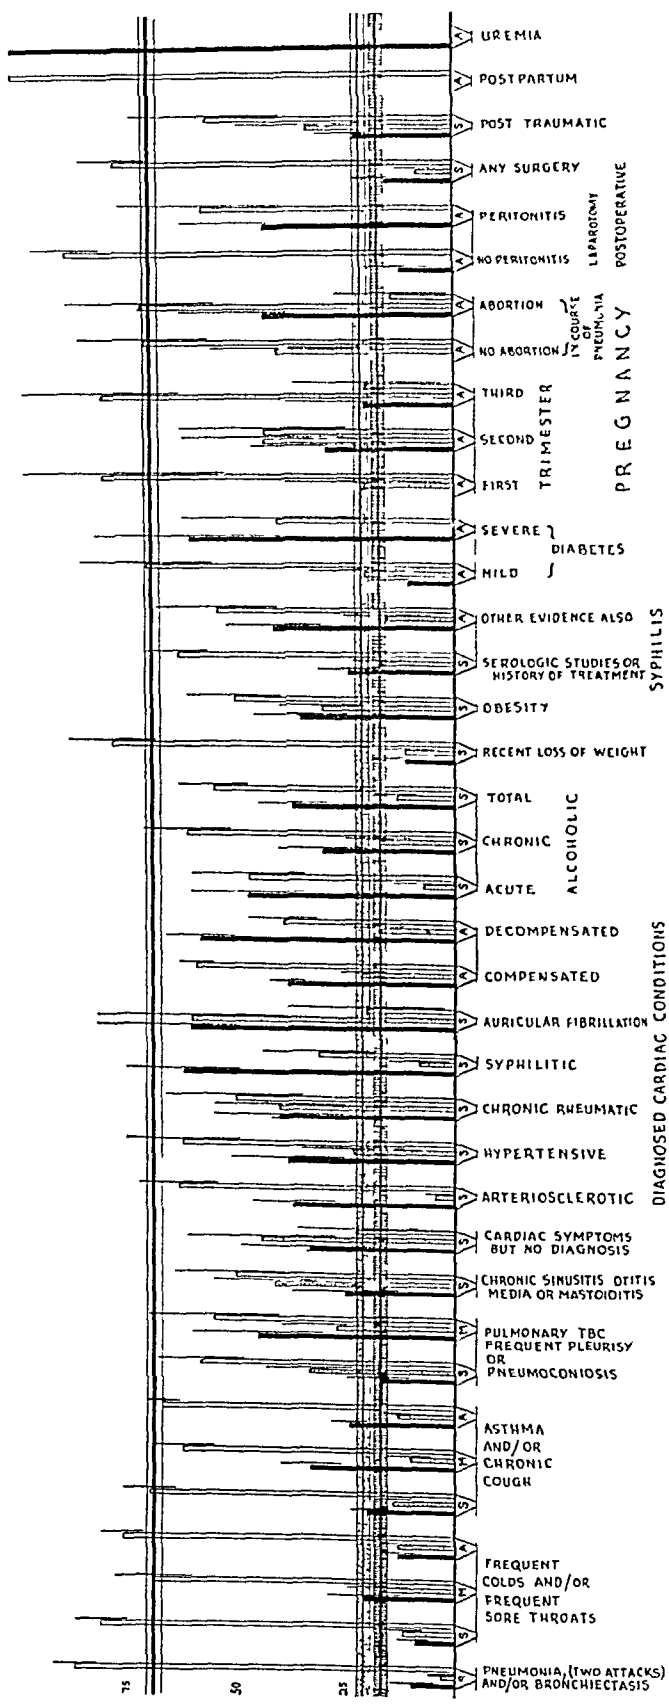 A UREMIA
A POSTPARTUM
S POST TRAUMATIC
S ANY SURGERY
A PERITONITIS
A NO PERITONITIS
LAPAROTOMY
POSTOPERATIVE
A ABORTION
A NO ABORTION
IN COURSE
OF
PNEUMONIA
A THIRD
A SECOND
A FIRST
TRIMESTER
PREGNANCY
A SEVERE
A MILD
DIABETES
A OTHER EVIDENCE ALSO
S SEROLOGIC STUDIES OR
HISTORY OF TREATMENT
SYPHILIS
S OBESITY
S RECENT LOSS OF WEIGHT
S TOTAL
S CHRONIC
S ACUTE
ALCOHOLIC
A DECOMPENSATED
A COMPENSATED
S AURICULAR FIBRILLATION
S SYPHILITIC
S CHRONIC RHEUMATIC
S HYPERTENSIVE
S ARTERIOSCLEROTIC
DIAGNOSED CARDIAC CONDITIONS
S CARDIAC SYMPTOMS
BUT NO DIAGNOSIS
S CHRONIC SINUSITIS OTITIS
MEDIA OR MASTOIDITIS
M PULMONARY TBC
FREQUENT PLEURISY
OR
S PNEUMOCONIOSIS
A ASTHMA
AND/OR
M CHRONIC
COUGH
S
A FREQUENT
COLDS AND/OR
M FREQUENT
SORE THROATS
S
A PNEUMONIA, (TWO ATTACKS)
AND/OR BRONCHIECTASIS
75
50
25